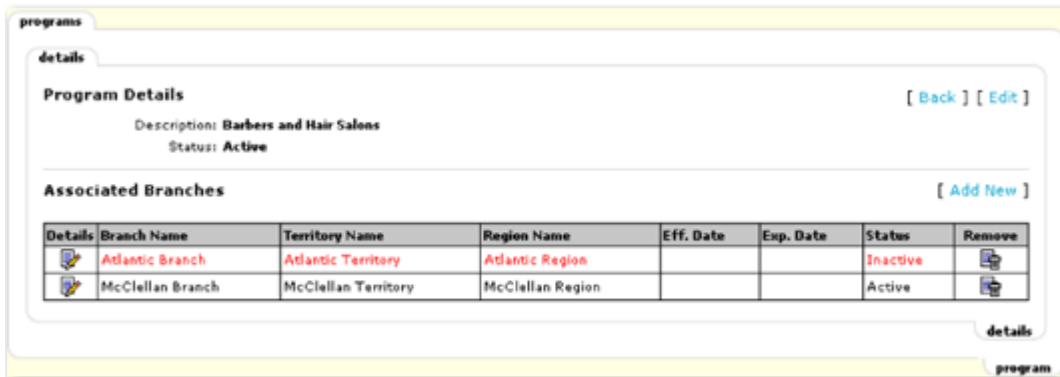 programs
details
Program Details [ Back ] [ Edit ]
Description: Barbers and Hair Salons
Status: Active
Associated Branches [ Add New ]
Details Branch Name Territory Name Region Name Eff. Date Exp. Date Status Remove
Atlantic Branch Atlantic Territory Atlantic Region Inactive
McClellan Branch McClellan Territory McClellan Region Active
details
program